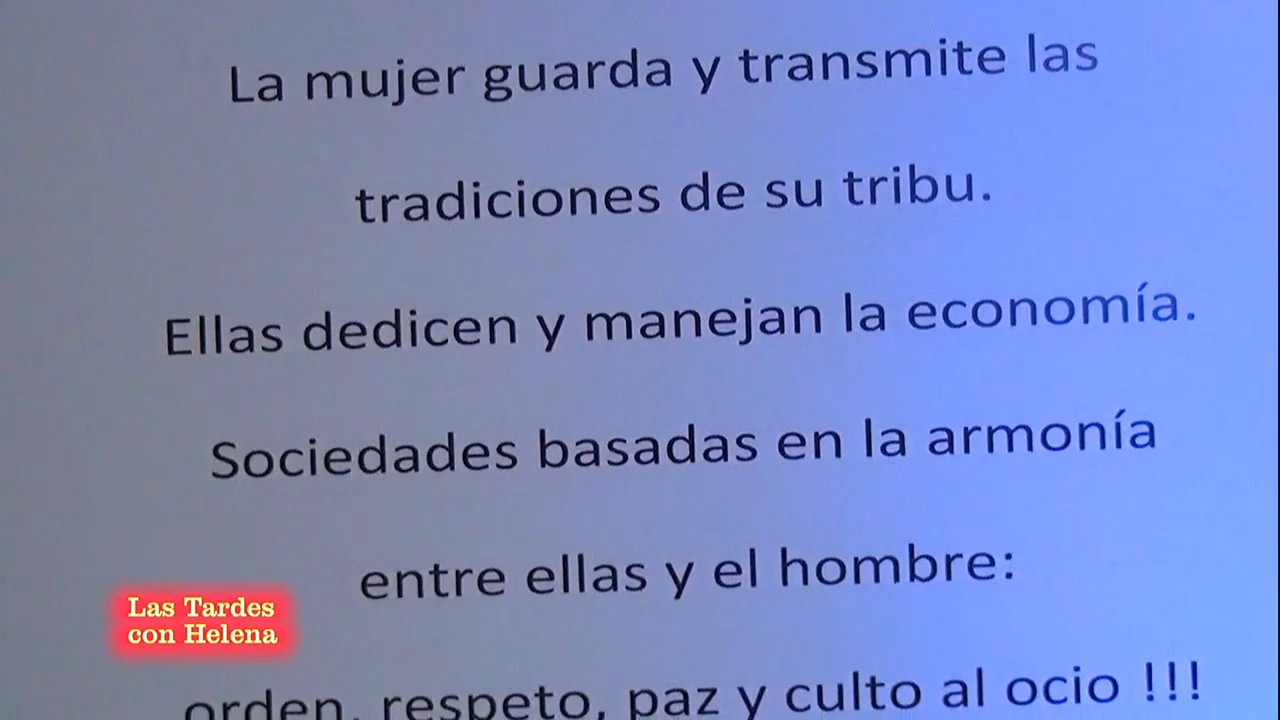 La mujer guarda y transmite las
tradiciones de su tribu.
Ellas dedicen y manejan la economía.
Sociedades basadas en la armonía
entre ellas y el hombre:
orden, respeto, paz y culto al ocio !!!
Las Tardes
con Helena